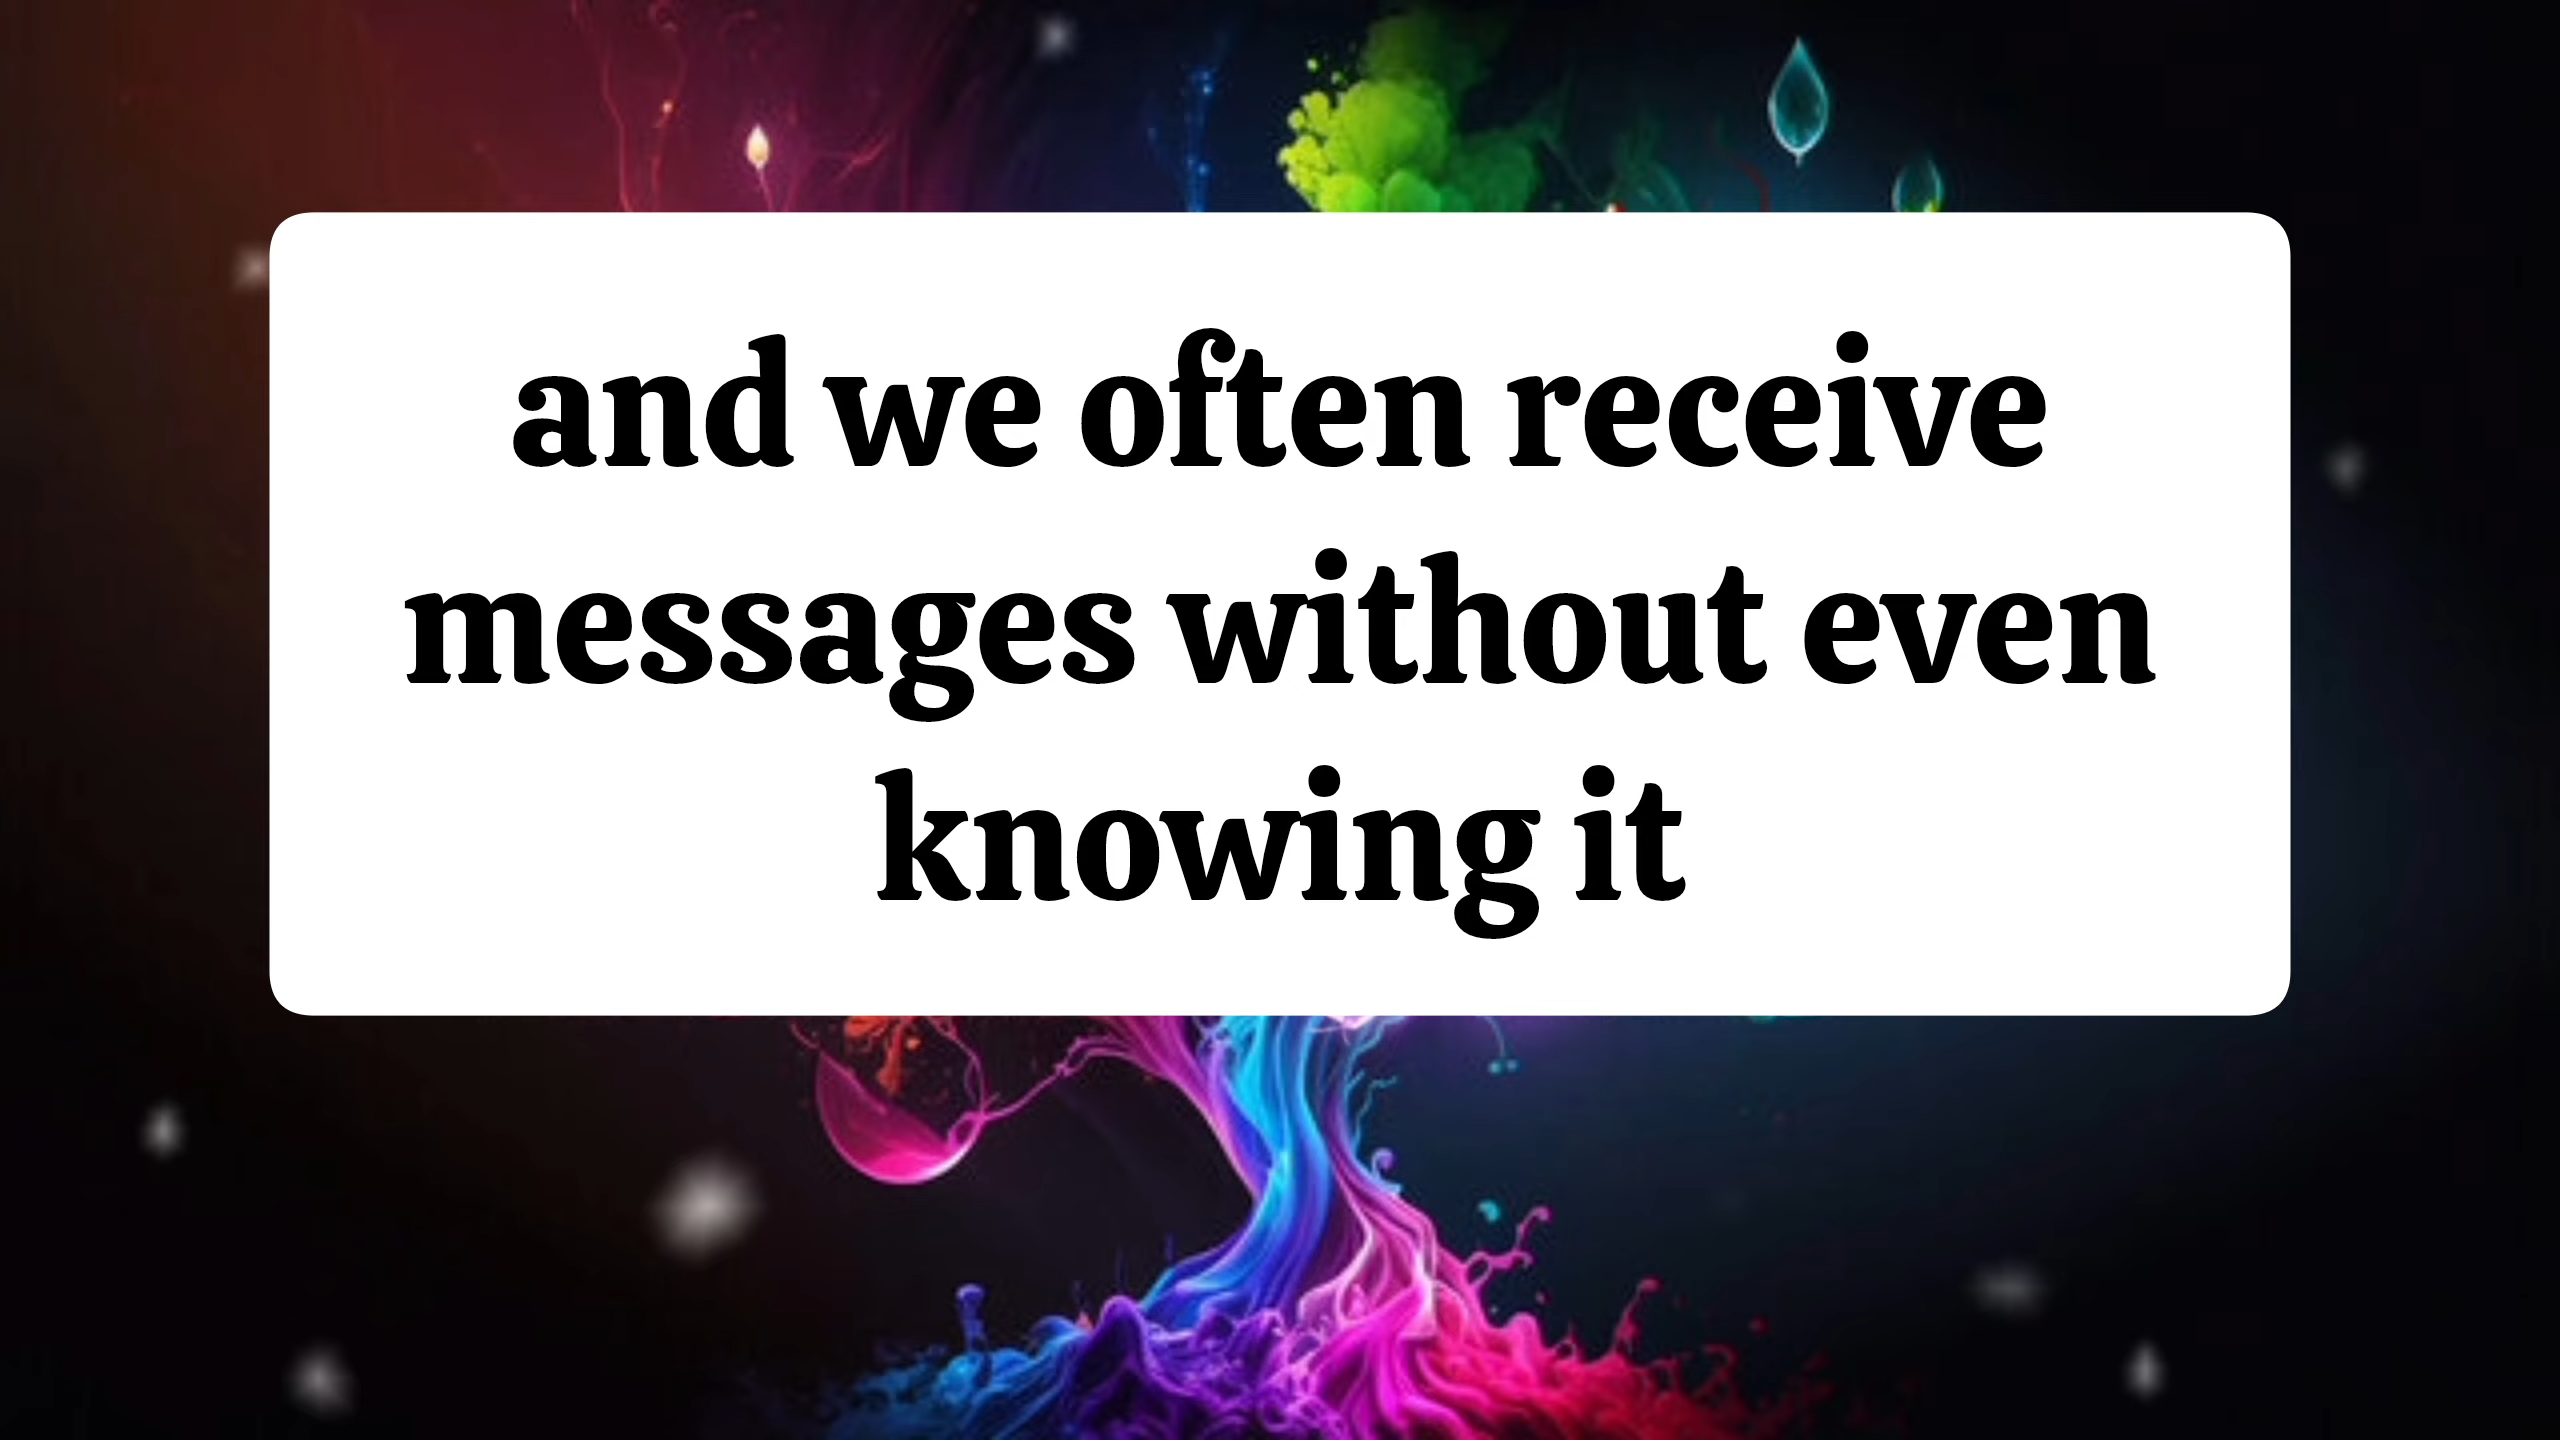 and we often receive
messages without even
knowing it